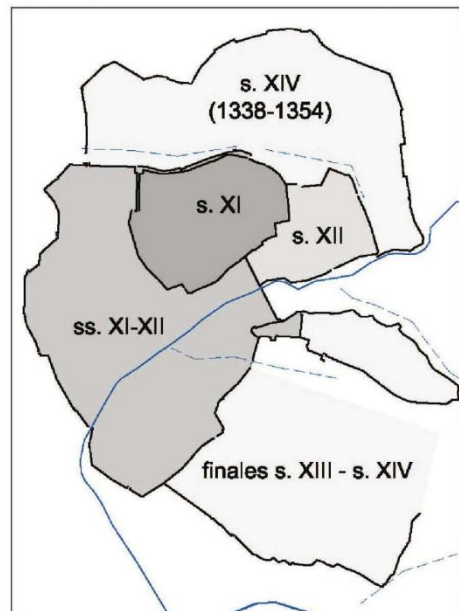 s. XIV
(1338-1354)
s. XI
s. XII
ss. XI-XII
finales s. XIII - s. XIV